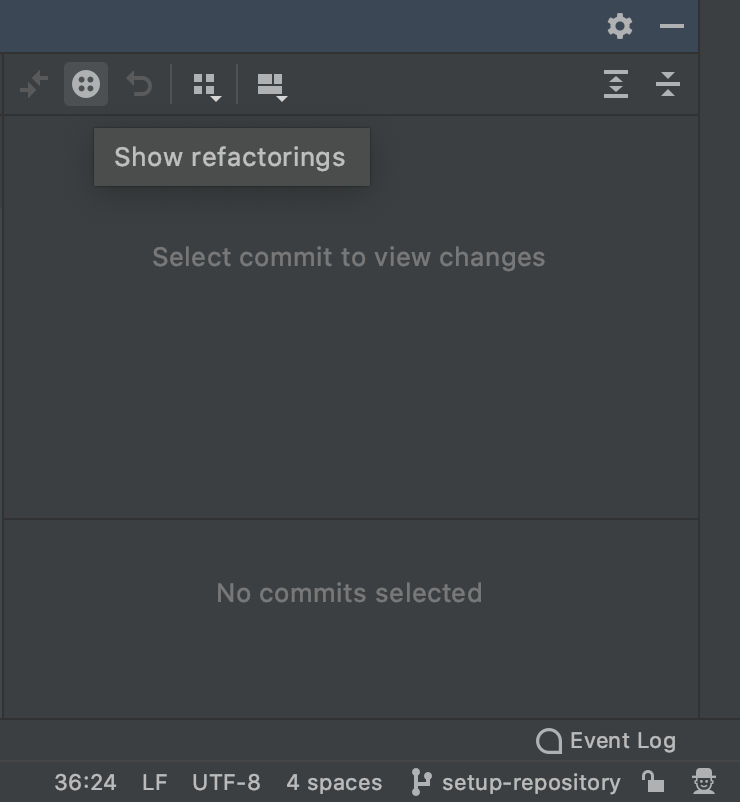 Show refactorings
Select commit to view changes
No commits selected
Event Log
36:24 LF UTF-8 4 spaces setup-repository